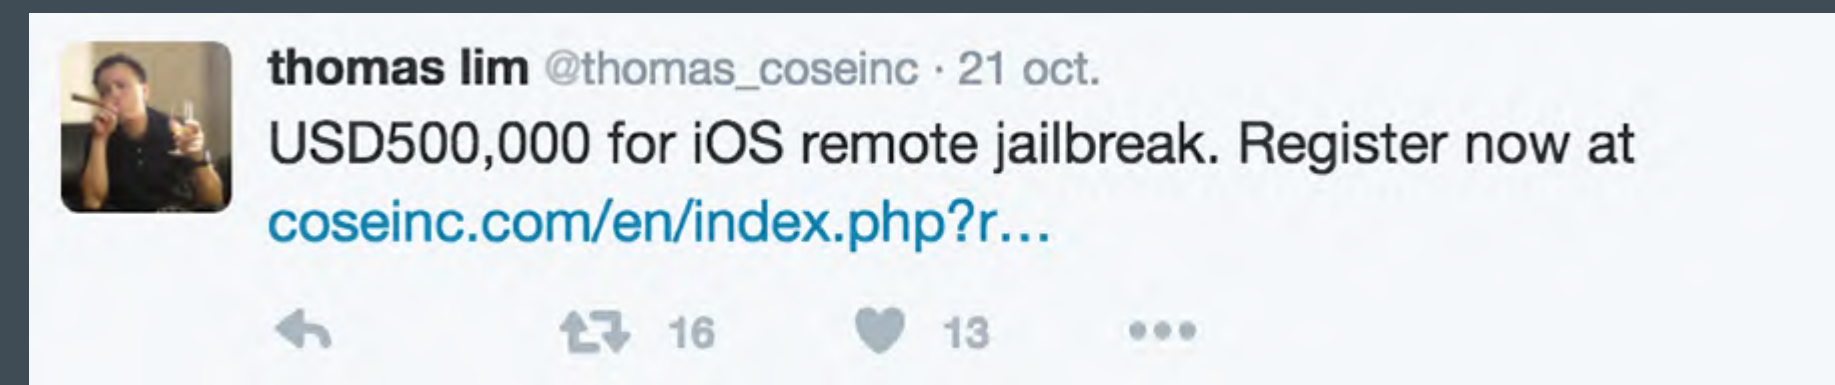 thomas lim @thomas_coseinc · 21 oct.
USD500,000 for iOS remote jailbreak. Register now at
coseinc.com/en/index.php?r…
16 13